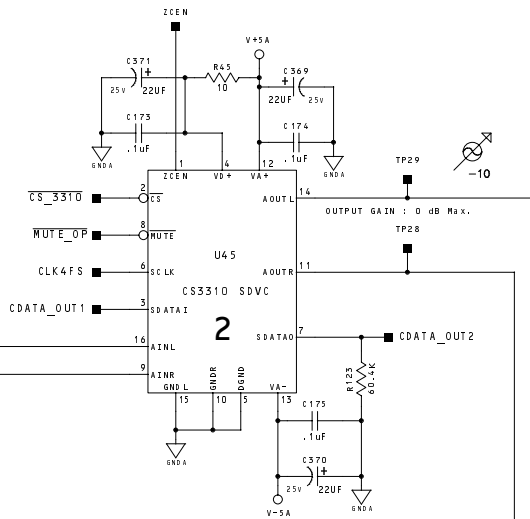 ZCEN
V+5A
C371
+
25V
22UF
R45
10
C369
+
22UF
25V
C173
.1uF
C174
.1uF
GNDA
GNDA
1
4
12
ZCEN
VD+
VA+
TP29
-10
CS_3310
2
CS
AOUTL
14
OUTPUT GAIN : 0 dB Max.
MUTE_OP
8
MUTE
TP28
U45
CLK4FS
6
SCLK
AOUTR
11
CS3310 SDVC
CDATA_OUT1
3
SDATAI
2
SDATAO
7
CDATA_OUT2
16
AINL
R123
60.4K
9
AINR
GNDL
GNDR
DGND
VA-
15
10
5
13
C175
.1uF
GNDA
C370
+
25V
22UF
V-5A
GNDA